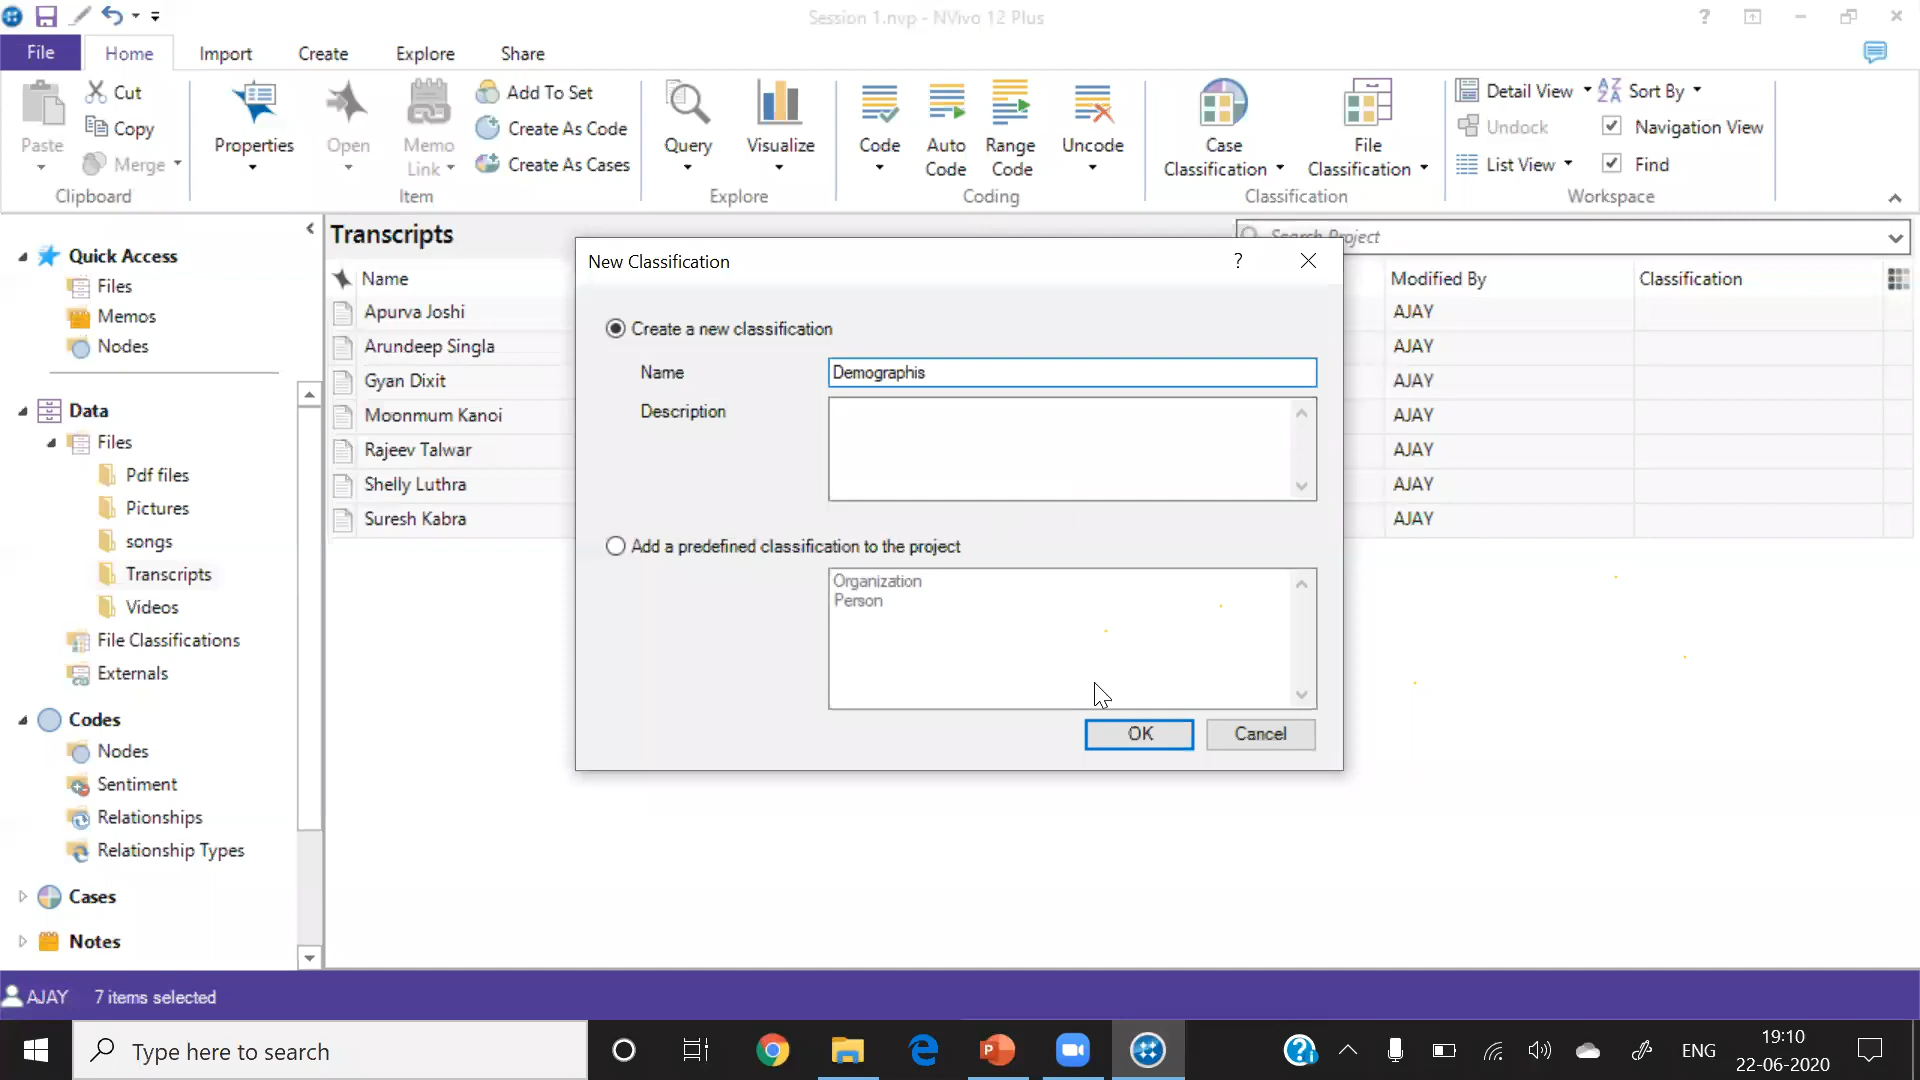 Session 1.nvp - NVivo 12 Plus
File Home Import Create Explore Share
Paste
Cut
Copy
Merge
Clipboard
Properties
Open
Memo
Link
Add To Set
Create As Code
Create As Cases
Item
Query
Visualize
Explore
Code
Auto
Code
Range
Code
Uncode
Coding
Case
Classification
File
Classification
Classification
Detail View
Sort By
Undock
Navigation View
List View
Find
Workspace
Quick Access
Files
Memos
Nodes
Data
Files
Pdf files
Pictures
songs
Transcripts
Videos
File Classifications
Externals
Codes
Nodes
Sentiment
Relationships
Relationship Types
Cases
Notes
Transcripts
Search Project
Name Modified By Classification
Apurva Joshi AJAY
Arundeep Singla AJAY
Gyan Dixit AJAY
Moonmum Kanoi AJAY
Rajeev Talwar AJAY
Shelly Luthra AJAY
Suresh Kabra AJAY
New Classification
?
Create a new classification
Name Demographis
Description
Add a predefined classification to the project
Organization
Person
OK Cancel
AJAY 7 items selected
Type here to search
ENG
19:10
22-06-2020